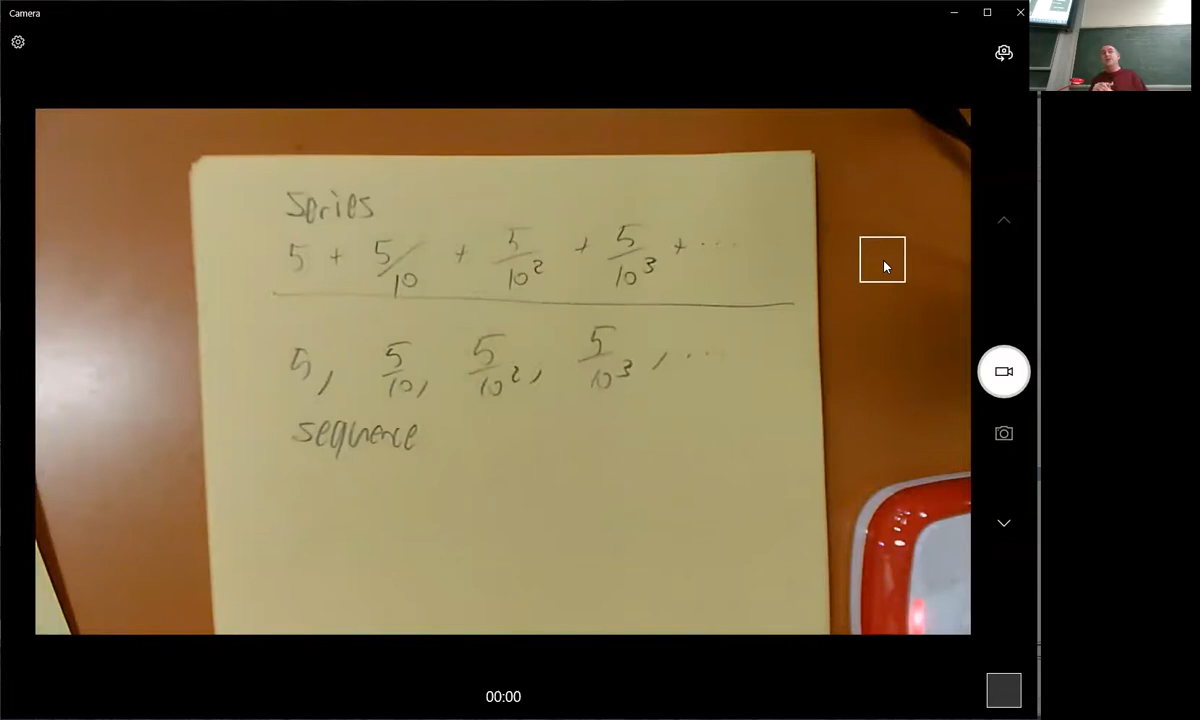 Camera
Series
5 + 5/10 + 5/10² + 5/10³ + ...
5, 5/10, 5/10², 5/10³, ...
sequence
00:00